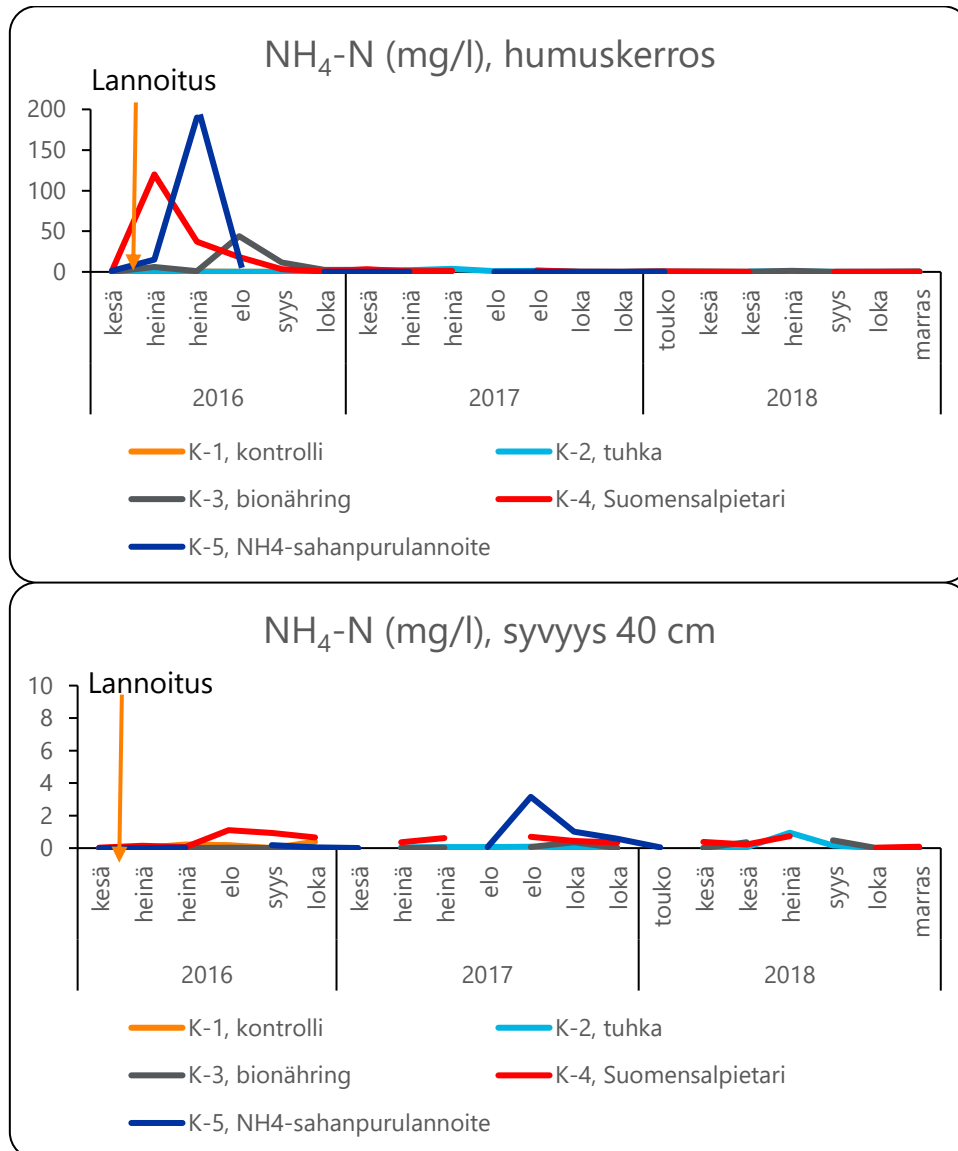 NH₄-N (mg/l), humuskerros
Lannoitus
200
150
100
50
0
kesä heinä heinä elo syys loka kesä heinä heinä elo elo loka loka touko kesä kesä heinä syys loka marras
2016 2017 2018
K-1, kontrolli K-2, tuhka
K-3, bionähring K-4, Suomensalpietari
K-5, NH4-sahanpurulannoite
NH₄-N (mg/l), syvyys 40 cm
Lannoitus
10
8
6
4
2
0
kesä heinä heinä elo syys loka kesä heinä heinä elo elo loka loka touko kesä kesä heinä syys loka marras
2016 2017 2018
K-1, kontrolli K-2, tuhka
K-3, bionähring K-4, Suomensalpietari
K-5, NH4-sahanpurulannoite